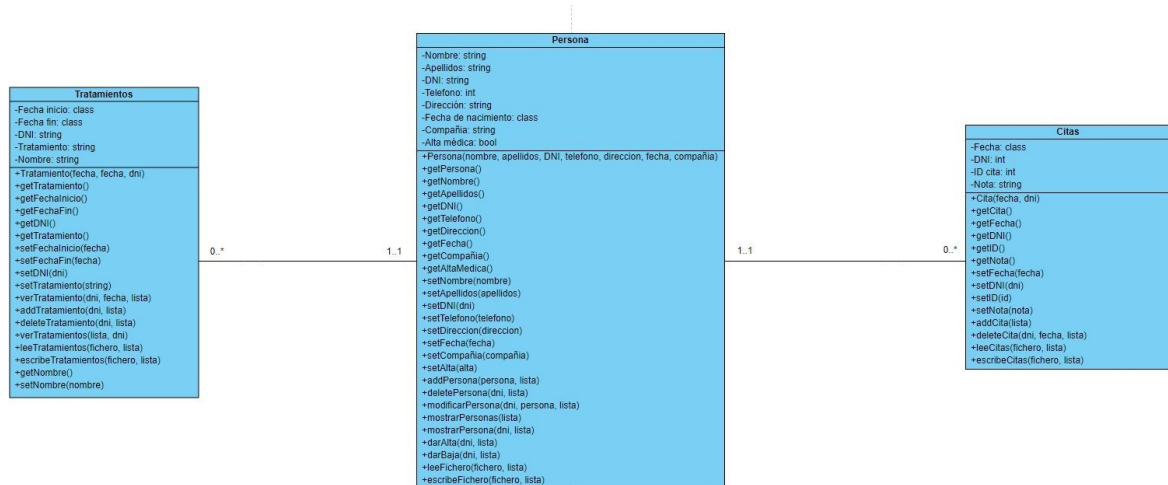 Tratamientos
-Fecha inicio: class
-Fecha fin: class
-DNI: string
-Tratamiento: string
-Nombre: string
+Tratamiento(fecha, fecha, dni)
+getTratamiento()
+getFechaInicio()
+getFechaFin()
+getDNI()
+getTratamiento()
+setFechaInicio(fecha)
+setFechaFin(fecha)
+setDNI(dni)
+setTratamiento(string)
+verTratamiento(dni, fecha, lista)
+addTratamiento(dni, lista)
+deleteTratamiento(dni, lista)
+verTratamientos(lista, dni)
+leeTratamientos(fichero, lista)
+escribeTratamientos(fichero, lista)
+getNombre()
+setNombre(nombre)
0..*
1..1
Persona
-Nombre: string
-Apellidos: string
-DNI: string
-Telefono: int
-Dirección: string
-Fecha de nacimiento: class
-Compañia: string
-Alta médica: bool
+Persona(nombre, apellidos, DNI, telefono, direccion, fecha, compañia)
+getPersona()
+getNombre()
+getApellidos()
+getDNI()
+getTelefono()
+getDireccion()
+getFecha()
+getCompañia()
+getAltaMedica()
+setNombre(nombre)
+setApellidos(apellidos)
+setDNI(dni)
+setTelefono(telefono)
+setDireccion(direccion)
+setFecha(fecha)
+setCompañia(compañia)
+setAlta(alta)
+addPersona(persona, lista)
+deletePersona(dni, lista)
+modificarPersona(dni, persona, lista)
+mostrarPersonas(lista)
+mostrarPersona(dni, lista)
+darAlta(dni, lista)
+darBaja(dni, lista)
+leeFichero(fichero, lista)
+escribeFichero(fichero, lista)
1..1
0..*
Citas
-Fecha: class
-DNI: int
-ID cita: int
-Nota: string
+Cita(fecha, dni)
+getCita()
+getFecha()
+getDNI()
+getID()
+getNota()
+setFecha(fecha)
+setDNI(dni)
+setID(id)
+setNota(nota)
+addCita(lista)
+deleteCita(dni, fecha, lista)
+leeCitas(fichero, lista)
+escribeCitas(fichero, lista)